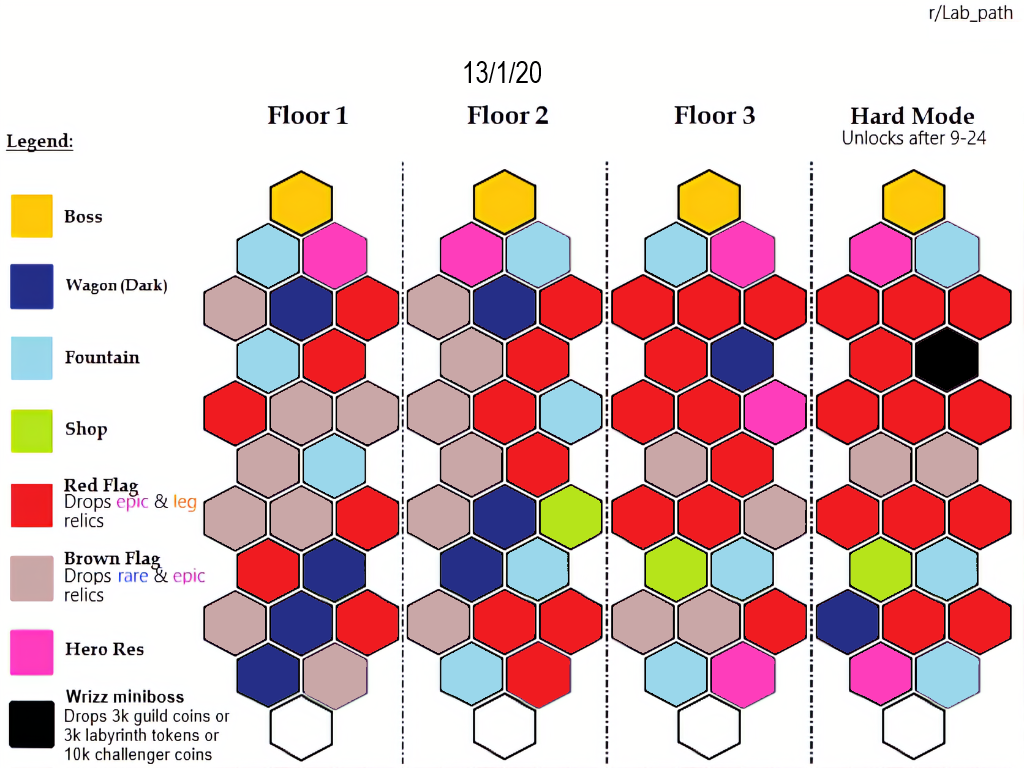 r/Lab_path
13/1/20
Floor 1
Floor 2
Floor 3
Hard Mode
Unlocks after 9-24
Legend:
Boss
Wagon (Dark)
Fountain
Shop
Red Flag
Drops epic & leg
relics
Brown Flag
Drops rare & epic
relics
Hero Res
Wrizz miniboss
Drops 3k guild coins or
3k labyrinth tokens or
10k challenger coins